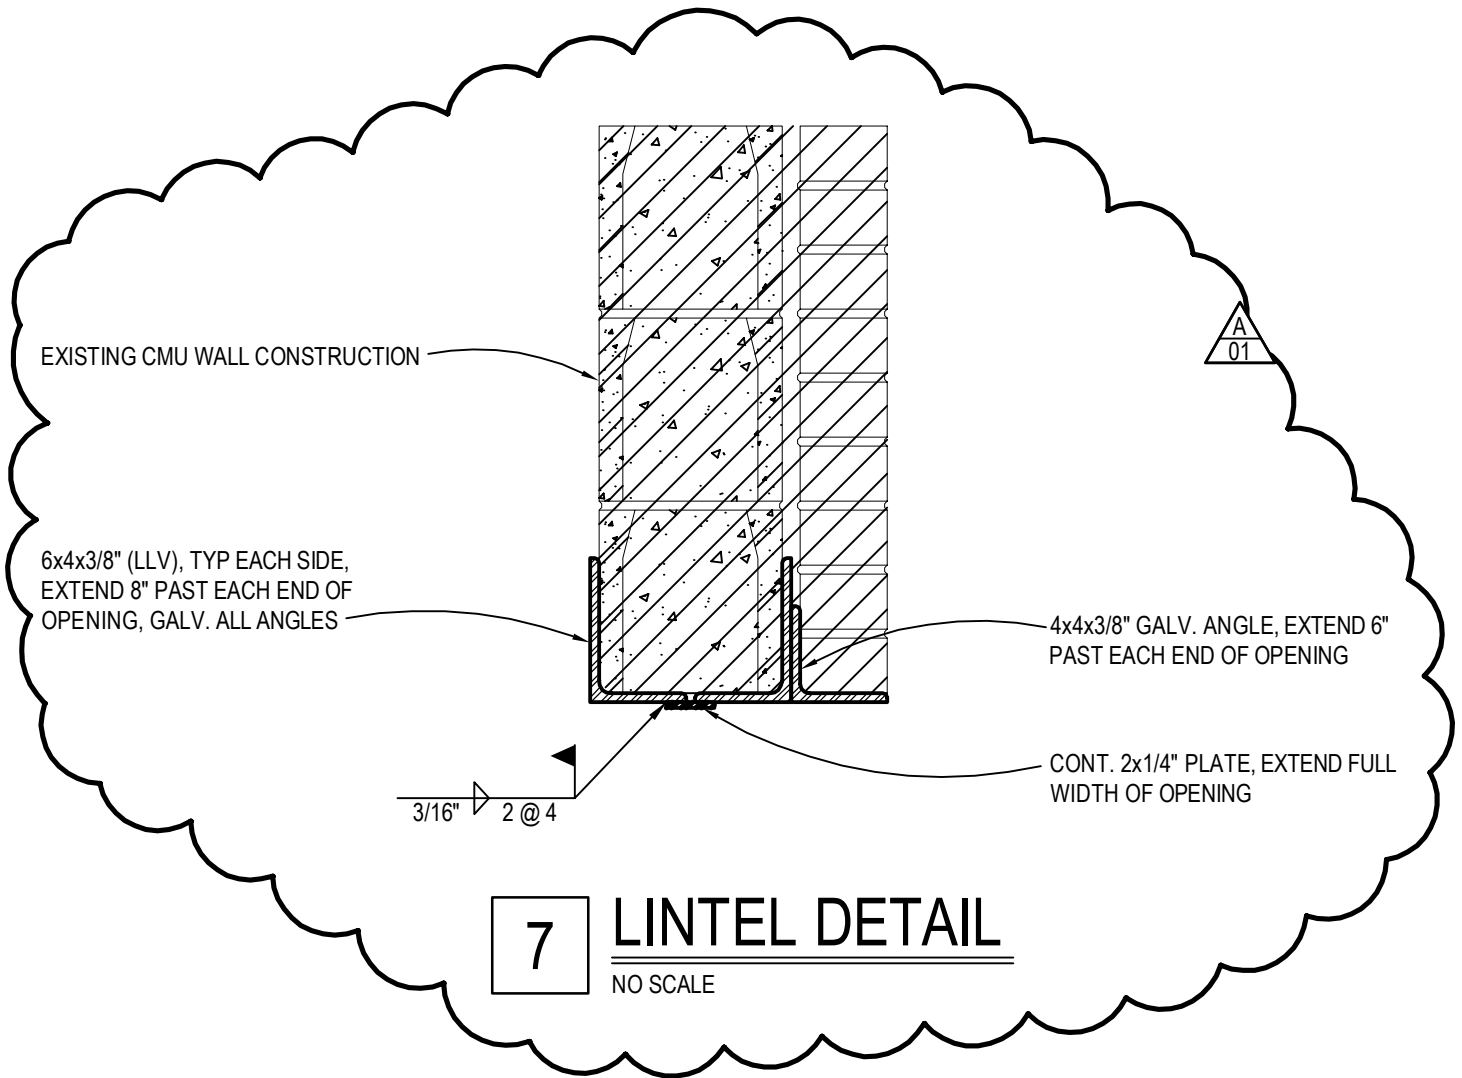 A
01
EXISTING CMU WALL CONSTRUCTION
6x4x3/8" (LLV), TYP EACH SIDE,
EXTEND 8" PAST EACH END OF
OPENING, GALV. ALL ANGLES
4x4x3/8" GALV. ANGLE, EXTEND 6"
PAST EACH END OF OPENING
CONT. 2x1/4" PLATE, EXTEND FULL
WIDTH OF OPENING
3/16" 2 @ 4
7 LINTEL DETAIL
NO SCALE